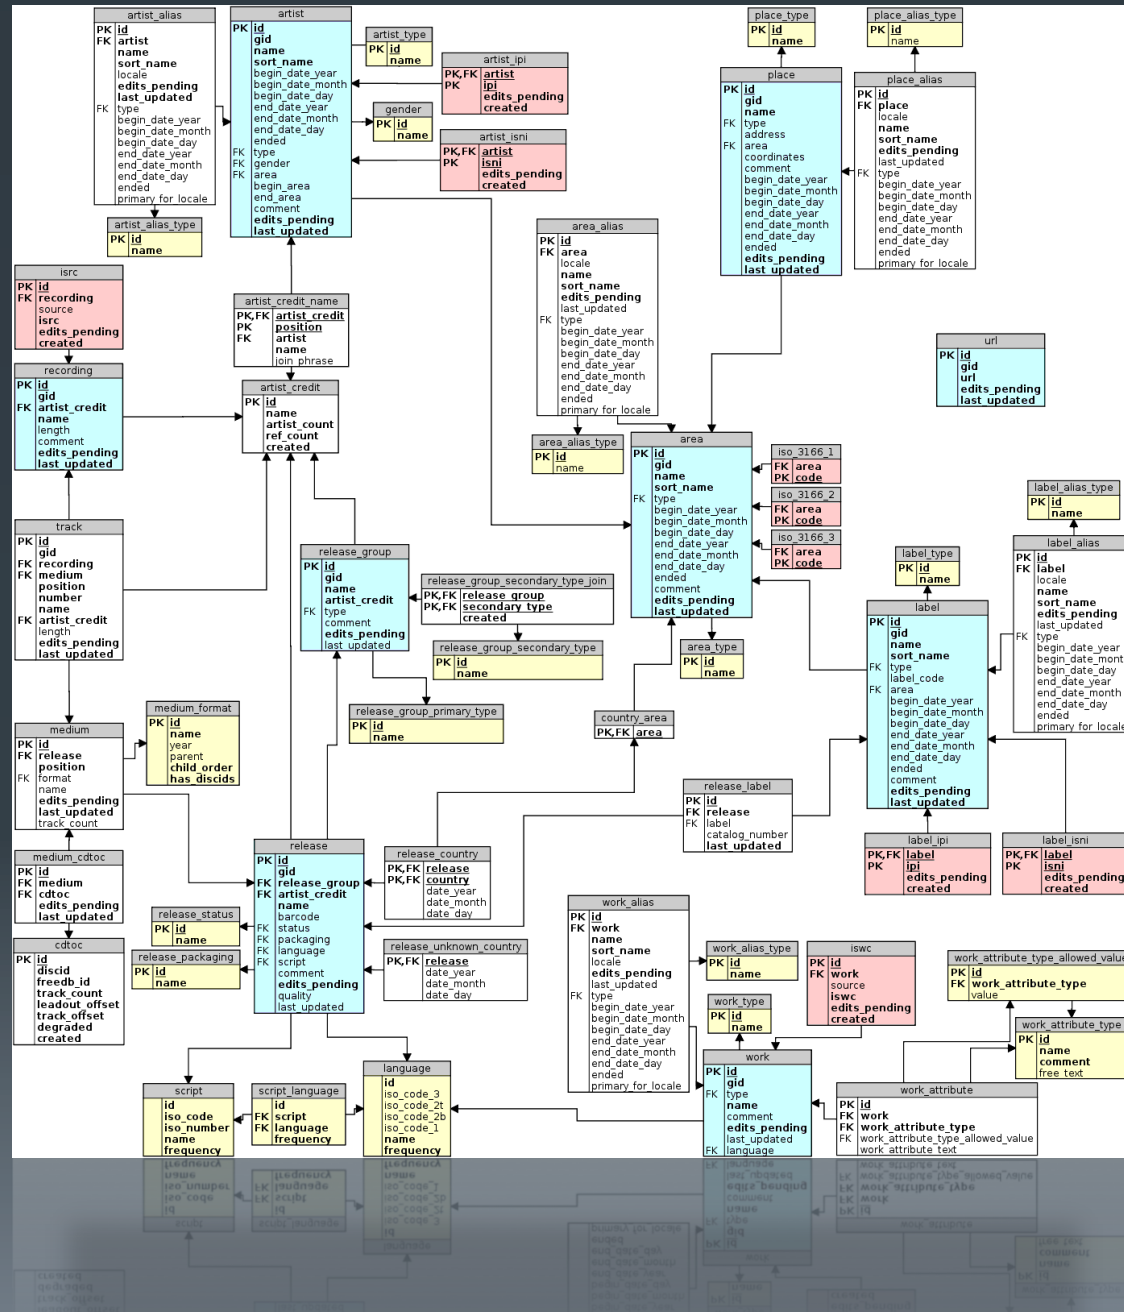 artist_alias
PK id
FK artist
name
sort_name
locale
edits_pending
last_updated
FK type
begin_date_year
begin_date_month
begin_date_day
end_date_year
end_date_month
end_date_day
ended
primary_for_locale
artist_alias_type
PK id
name
artist
PK id
gid
name
sort_name
begin_date_year
begin_date_month
begin_date_day
end_date_year
end_date_month
end_date_day
ended
FK type
FK gender
FK area
begin_area
end_area
comment
edits_pending
last_updated
artist_type
PK id
name
artist_ipi
PK,FK artist
PK ipi
edits_pending
created
gender
PK id
name
artist_isni
PK,FK artist
PK isni
edits_pending
created
place_type
PK id
name
place_alias_type
PK id
name
place
PK id
gid
name
FK type
address
FK area
coordinates
comment
begin_date_year
begin_date_month
begin_date_day
end_date_year
end_date_month
end_date_day
ended
edits_pending
last_updated
place_alias
PK id
FK place
locale
name
sort_name
edits_pending
last_updated
FK type
begin_date_year
begin_date_month
begin_date_day
end_date_year
end_date_month
end_date_day
ended
primary_for_locale
isrc
PK id
FK recording
source
isrc
edits_pending
created
recording
PK id
gid
FK artist_credit
name
length
comment
edits_pending
last_updated
artist_credit_name
PK,FK artist_credit
PK position
FK artist
name
join_phrase
artist_credit
PK id
name
artist_count
ref_count
created
area_alias
PK id
FK area
locale
name
sort_name
edits_pending
last_updated
FK type
begin_date_year
begin_date_month
begin_date_day
end_date_year
end_date_month
end_date_day
ended
primary_for_locale
area_alias_type
PK id
name
url
PK id
gid
url
edits_pending
last_updated
area
PK id
gid
name
sort_name
FK type
begin_date_year
begin_date_month
begin_date_day
end_date_year
end_date_month
end_date_day
ended
comment
edits_pending
last_updated
iso_3166_1
FK area
PK code
iso_3166_2
FK area
PK code
iso_3166_3
FK area
PK code
area_type
PK id
name
track
PK id
gid
FK recording
FK medium
position
number
name
FK artist_credit
length
edits_pending
last_updated
release_group
PK id
gid
name
artist_credit
FK type
comment
edits_pending
last_updated
release_group_secondary_type_join
PK,FK release_group
PK,FK secondary_type
created
release_group_secondary_type
PK id
name
release_group_primary_type
PK id
name
country_area
PK,FK area
label_type
PK id
name
label_alias_type
PK id
name
label
PK id
gid
name
sort_name
FK type
label_code
FK area
begin_date_year
begin_date_month
begin_date_day
end_date_year
end_date_month
end_date_day
ended
comment
edits_pending
last_updated
label_alias
PK id
FK label
locale
name
sort_name
edits_pending
last_updated
FK type
begin_date_year
begin_date_mont
begin_date_day
end_date_year
end_date_month
end_date_day
ended
primary_for_locale
label_ipi
PK,FK label
PK ipi
edits_pending
created
label_isni
PK,FK label
PK isni
edits_pending
created
medium
PK id
FK release
position
FK format
name
edits_pending
last_updated
track_count
medium_format
PK id
name
year
parent
child_order
has_discids
medium_cdtoc
PK id
FK medium
FK cdtoc
edits_pending
last_updated
cdtoc
PK id
discid
freedb_id
track_count
leadout_offset
track_offset
degraded
created
release
PK id
gid
FK release_group
FK artist_credit
name
barcode
FK status
FK packaging
FK language
FK script
comment
edits_pending
quality
last_updated
release_status
PK id
name
release_packaging
PK id
name
release_country
PK,FK release
PK,FK country
date_year
date_month
date_day
release_unknown_country
PK,FK release
date_year
date_month
date_day
release_label
PK id
FK release
FK label
catalog_number
last_updated
script
id
iso_code
iso_number
name
frequency
script_language
id
FK script
FK language
frequency
language
id
iso_code_3
iso_code_2t
iso_code_2b
iso_code_1
name
frequency
work_alias
PK id
FK work
name
sort_name
locale
edits_pending
last_updated
FK type
begin_date_year
begin_date_month
begin_date_day
end_date_year
end_date_month
end_date_day
ended
primary_for_locale
work_alias_type
PK id
name
work_type
PK id
name
iswc
PK id
FK work
source
iswc
edits_pending
created
work
PK id
gid
FK type
name
comment
edits_pending
last_updated
FK language
work_attribute_type_allowed_value
PK id
FK work_attribute_type
value
work_attribute_type
PK id
name
comment
free_text
work_attribute
PK id
FK work
FK work_attribute_type
FK work_attribute_type_allowed_value
work_attribute_text